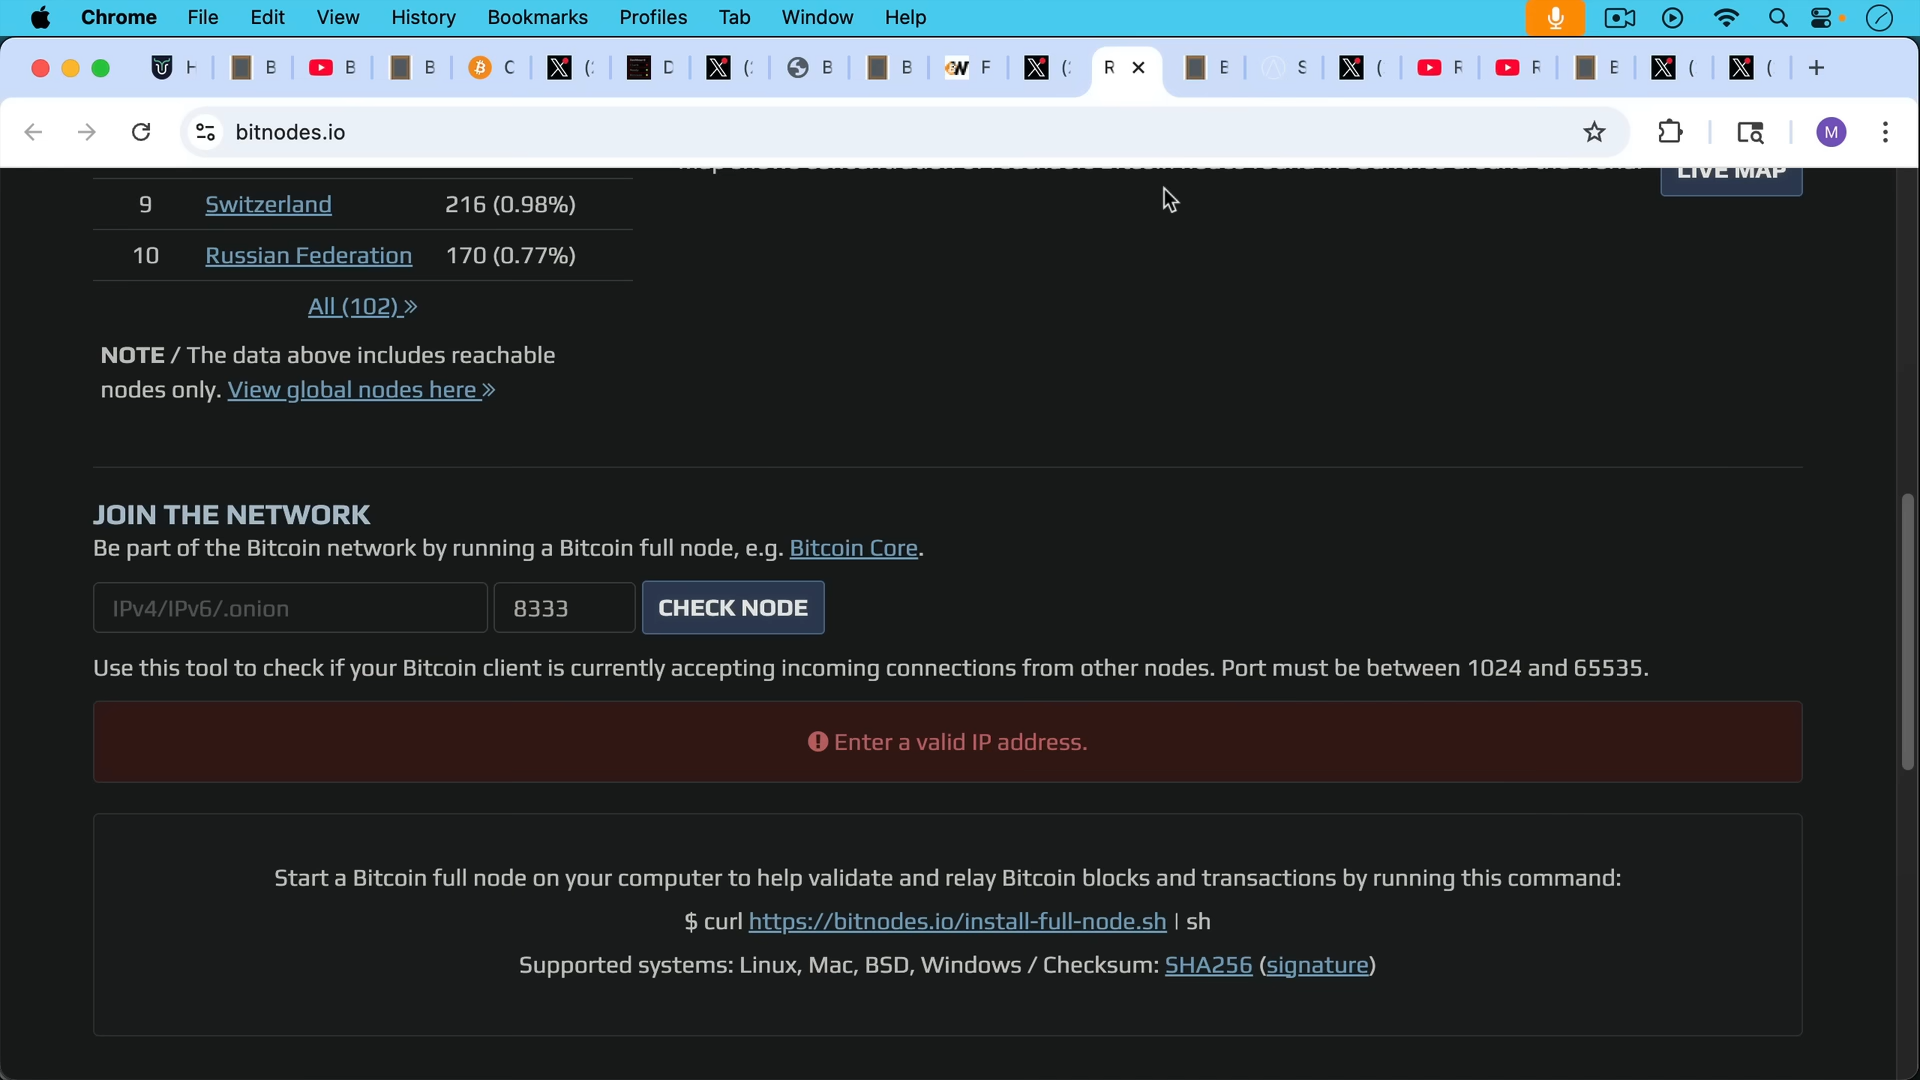 Chrome File Edit View History Bookmarks Profiles Tab Window Help
H B B B C (: D (: B B F (: R B S ( R R B ( (
bitnodes.io
M
LIVE MAP
9 Switzerland 216 (0.98%)
10 Russian Federation 170 (0.77%)
All (102) »
NOTE / The data above includes reachable
nodes only. View global nodes here »
JOIN THE NETWORK
Be part of the Bitcoin network by running a Bitcoin full node, e.g. Bitcoin Core.
IPv4/IPv6/.onion 8333 CHECK NODE
Use this tool to check if your Bitcoin client is currently accepting incoming connections from other nodes. Port must be between 1024 and 65535.
Enter a valid IP address.
Start a Bitcoin full node on your computer to help validate and relay Bitcoin blocks and transactions by running this command:
$ curl https://bitnodes.io/install-full-node.sh | sh
Supported systems: Linux, Mac, BSD, Windows / Checksum: SHA256 (signature)